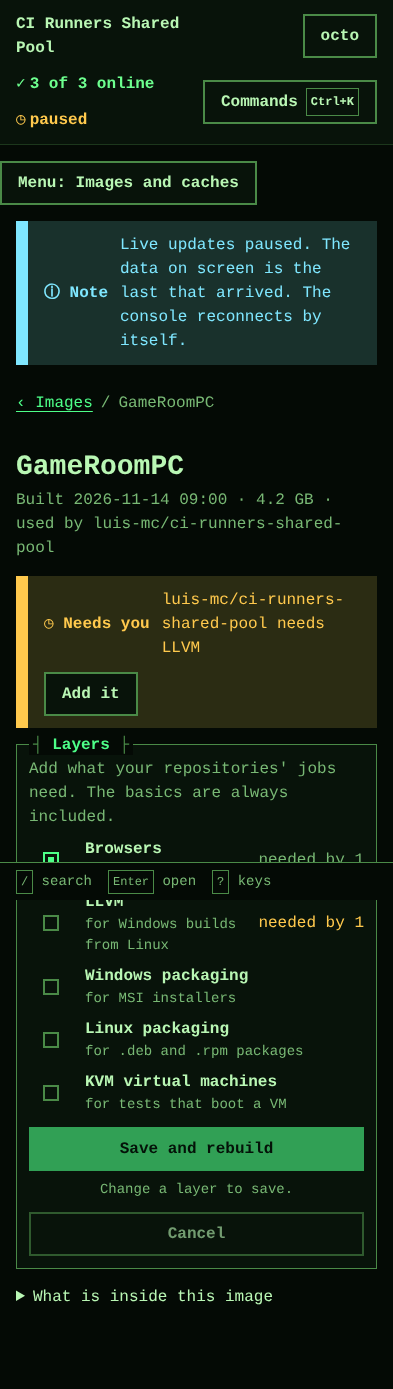 CI Runners Shared
Pool
octo
✓ 3 of 3 online
Commands Ctrl+K
◷ paused
Menu: Images and caches
ⓘ Note
Live updates paused. The
data on screen is the
last that arrived. The
console reconnects by
itself.
‹ Images / GameRoomPC
GameRoomPC
Built 2026-11-14 09:00 · 4.2 GB ·
used by luis-mc/ci-runners-shared-
pool
◷ Needs you
luis-mc/ci-runners-
shared-pool needs
LLVM
Add it
┤ Layers ├
Add what your repositories' jobs
need. The basics are always
included.
Browsers
needed by 1
/ search Enter open ? keys
LLVM
for Windows builds
from Linux
needed by 1
Windows packaging
for MSI installers
Linux packaging
for .deb and .rpm packages
KVM virtual machines
for tests that boot a VM
Save and rebuild
Change a layer to save.
Cancel
▶ What is inside this image